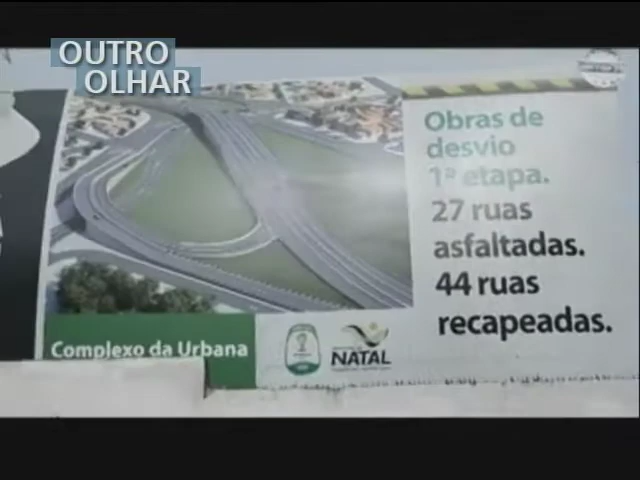 OUTRO
OLHAR
Obras de
desvio
1ª etapa.
27 ruas
asfaltadas.
44 ruas
recapeadas.
Complexo da Urbana
NATAL